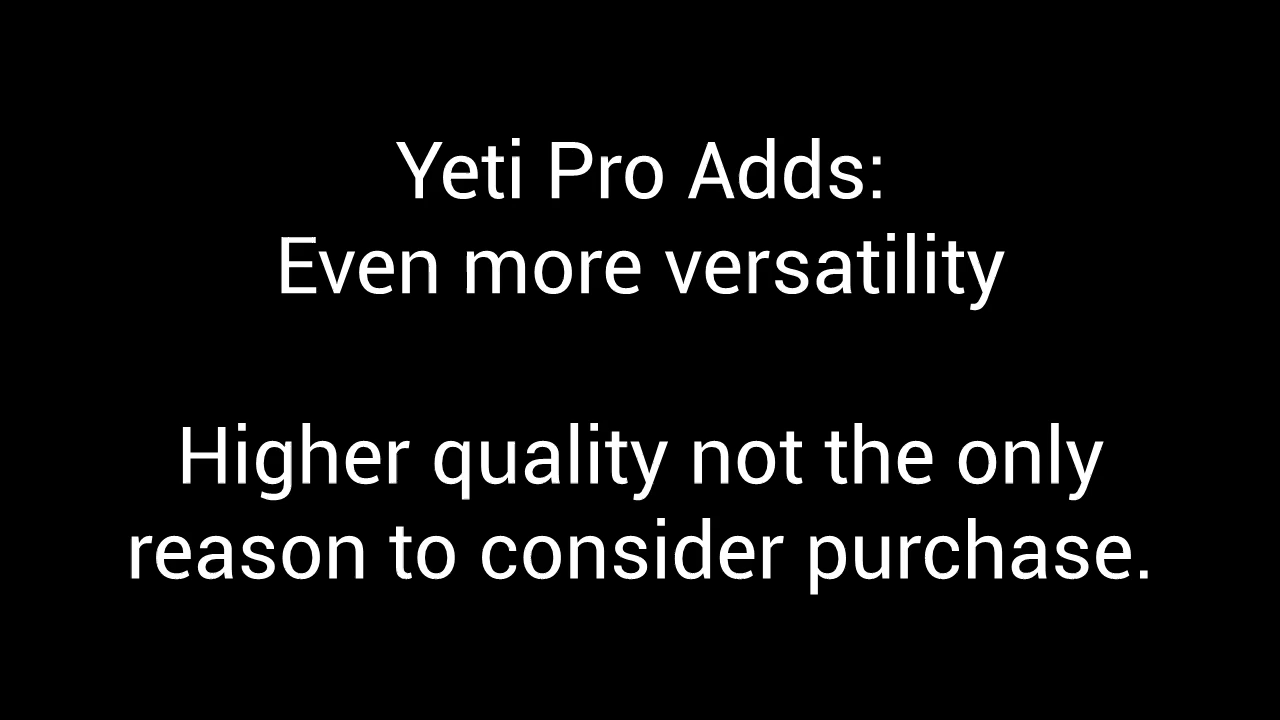 Yeti Pro Adds:
Even more versatility
Higher quality not the only
reason to consider purchase.